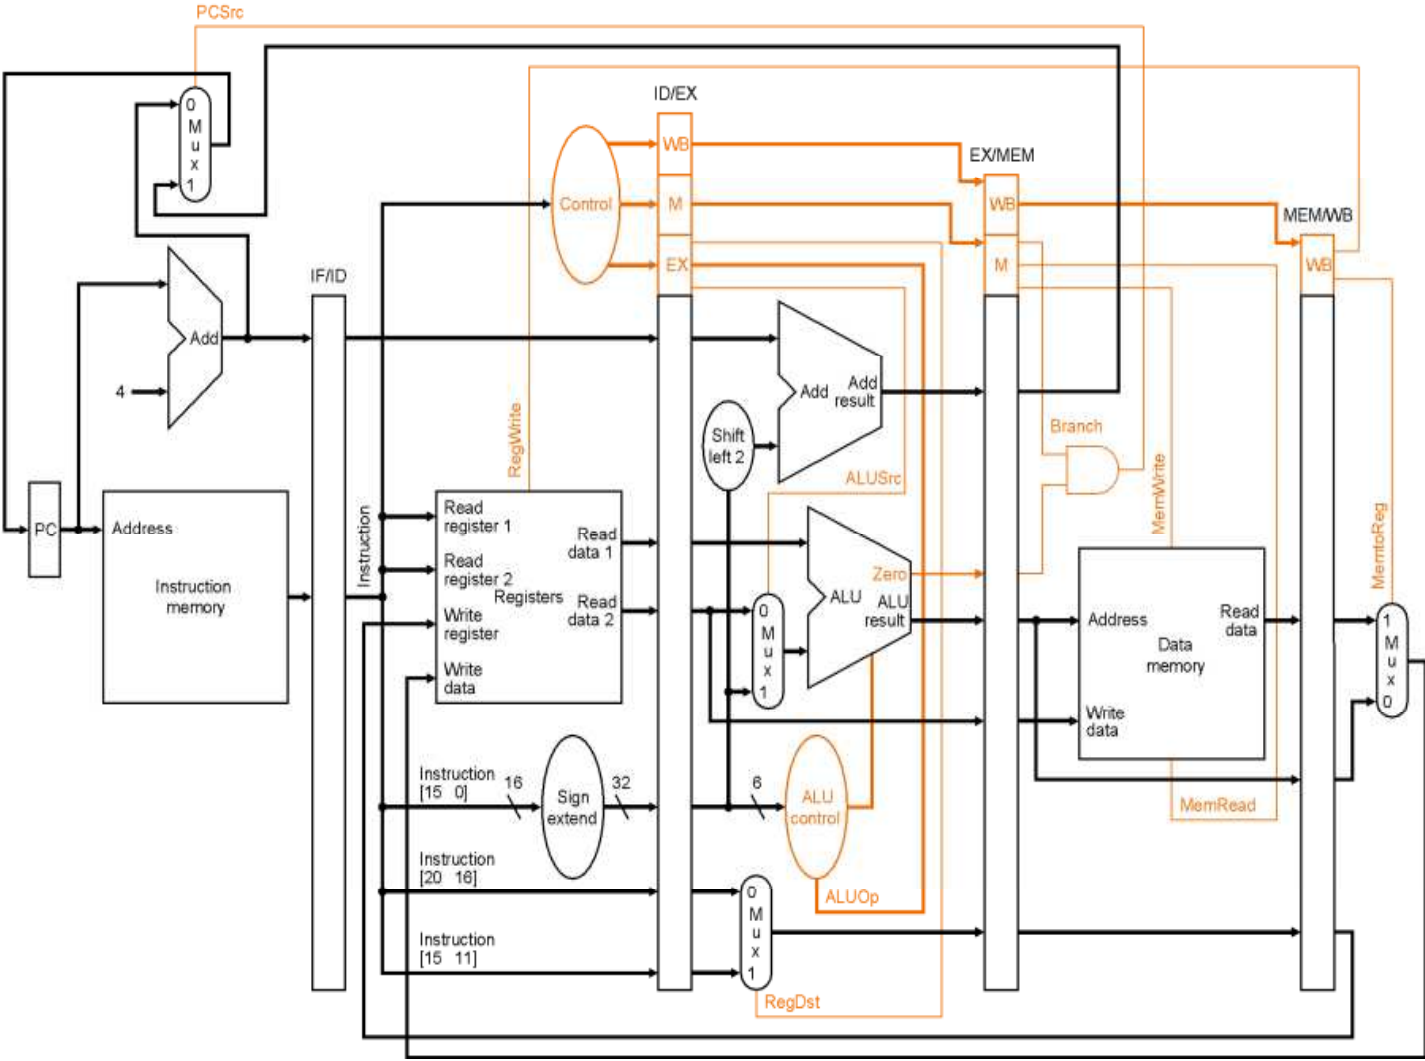 PCSrc
0
M
u
x
1
ID/EX
WB
Control
M
EX
EX/MEM
WB
M
MEM/WB
WB
IF/ID
Add
4
Add
Add
result
Shift
left 2
RegWrite
ALUSrc
Branch
MemWrite
MemtoReg
PC
Address
Instruction
memory
Instruction
Read
register 1
Read
register 2
Write
register
Write
data
Registers
Read
data 1
Read
data 2
0
M
u
x
1
Zero
ALU
ALU
result
Address
Read
data
Data
memory
Write
data
1
M
u
x
0
Instruction
[15 0]
16
Sign
extend
32
6
ALU
control
MemRead
Instruction
[20 16]
0
M
u
x
1
ALUOp
Instruction
[15 11]
RegDst